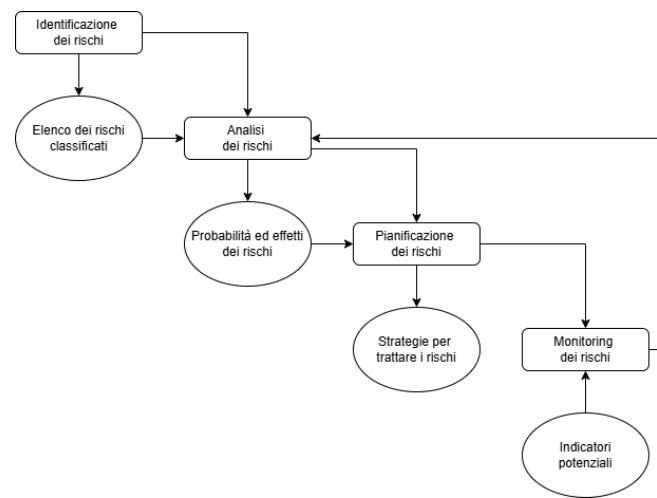 Identificazione
dei rischi
Elenco dei rischi
classificati
Analisi
dei rischi
Probabilità ed effetti
dei rischi
Pianificazione
dei rischi
Strategie per
trattare i rischi
Monitoring
dei rischi
Indicatori
potenziali